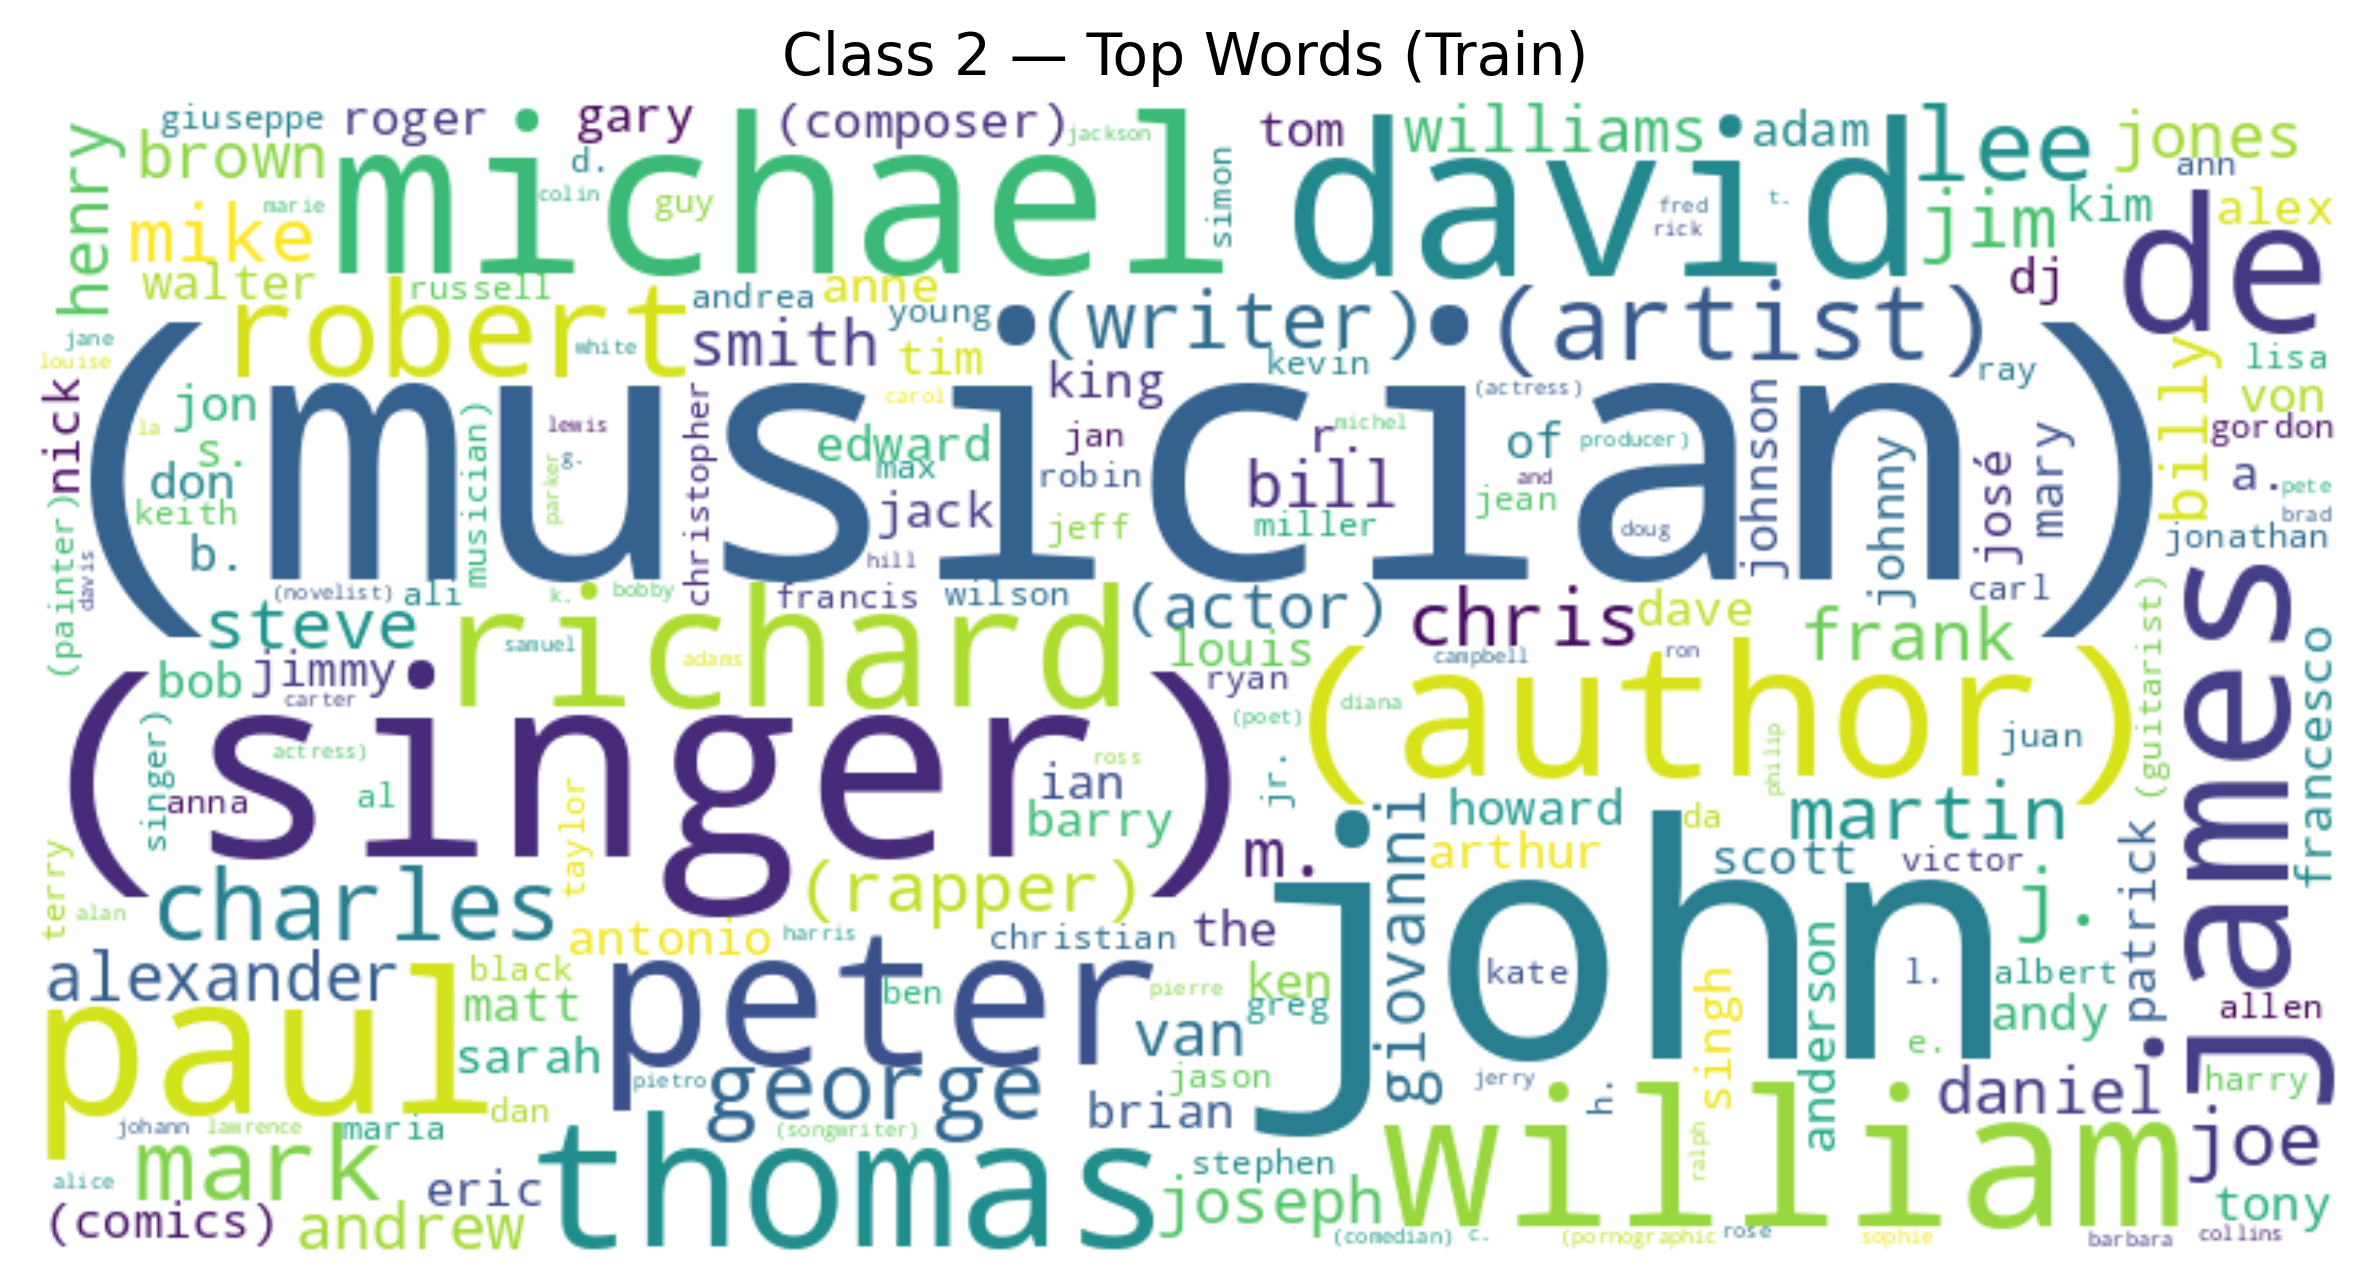 Class 2 — Top Words (Train)
giuseppe roger gary (composer) jackson tom williams adam lee jones
henry brown michael d. david ann
mike marie colin guy simon fred rick t. jim kim alex
walter russell robert andrea anne dj de
young (writer) (artist)
jane louise white smith tim kevin ray billy lisa
nick jon carol king (actress) johnson von
la s. (musician) musician) lewis christopher edward jan r. michel of producer) johnny josé mary gordon
don parker g. max robin bill and a. pete
keith jack jeff miller jean doug brad
b. hill jonathan
(painter) davis (novelist) ali k. bobby francis wilson (actor) carl james
steve richard chris dave frank (guitarist) francesco
samuel adams louis campbell ron
bob jimmy carter ryan (author)
(singer) singer) actress) (poet) diana juan
anna al taylor ross ian jr. philip
barry howard da martin
terry charles (rapper) m. john giovanni arthur scott victor patrick
alan antonio harris christian the j.
alexander black peter ken kate singh anderson l. albert
paul matt ben pierre greg andy allen
sarah van e.
pietro george jason jerry harry
dan brian h. daniel
johann lawrence maria (songwriter) william joe
alice mark eric thomas stephen ralph
(comics) andrew joseph tony
(comedian) c. (pornographic rose sophie barbara collins